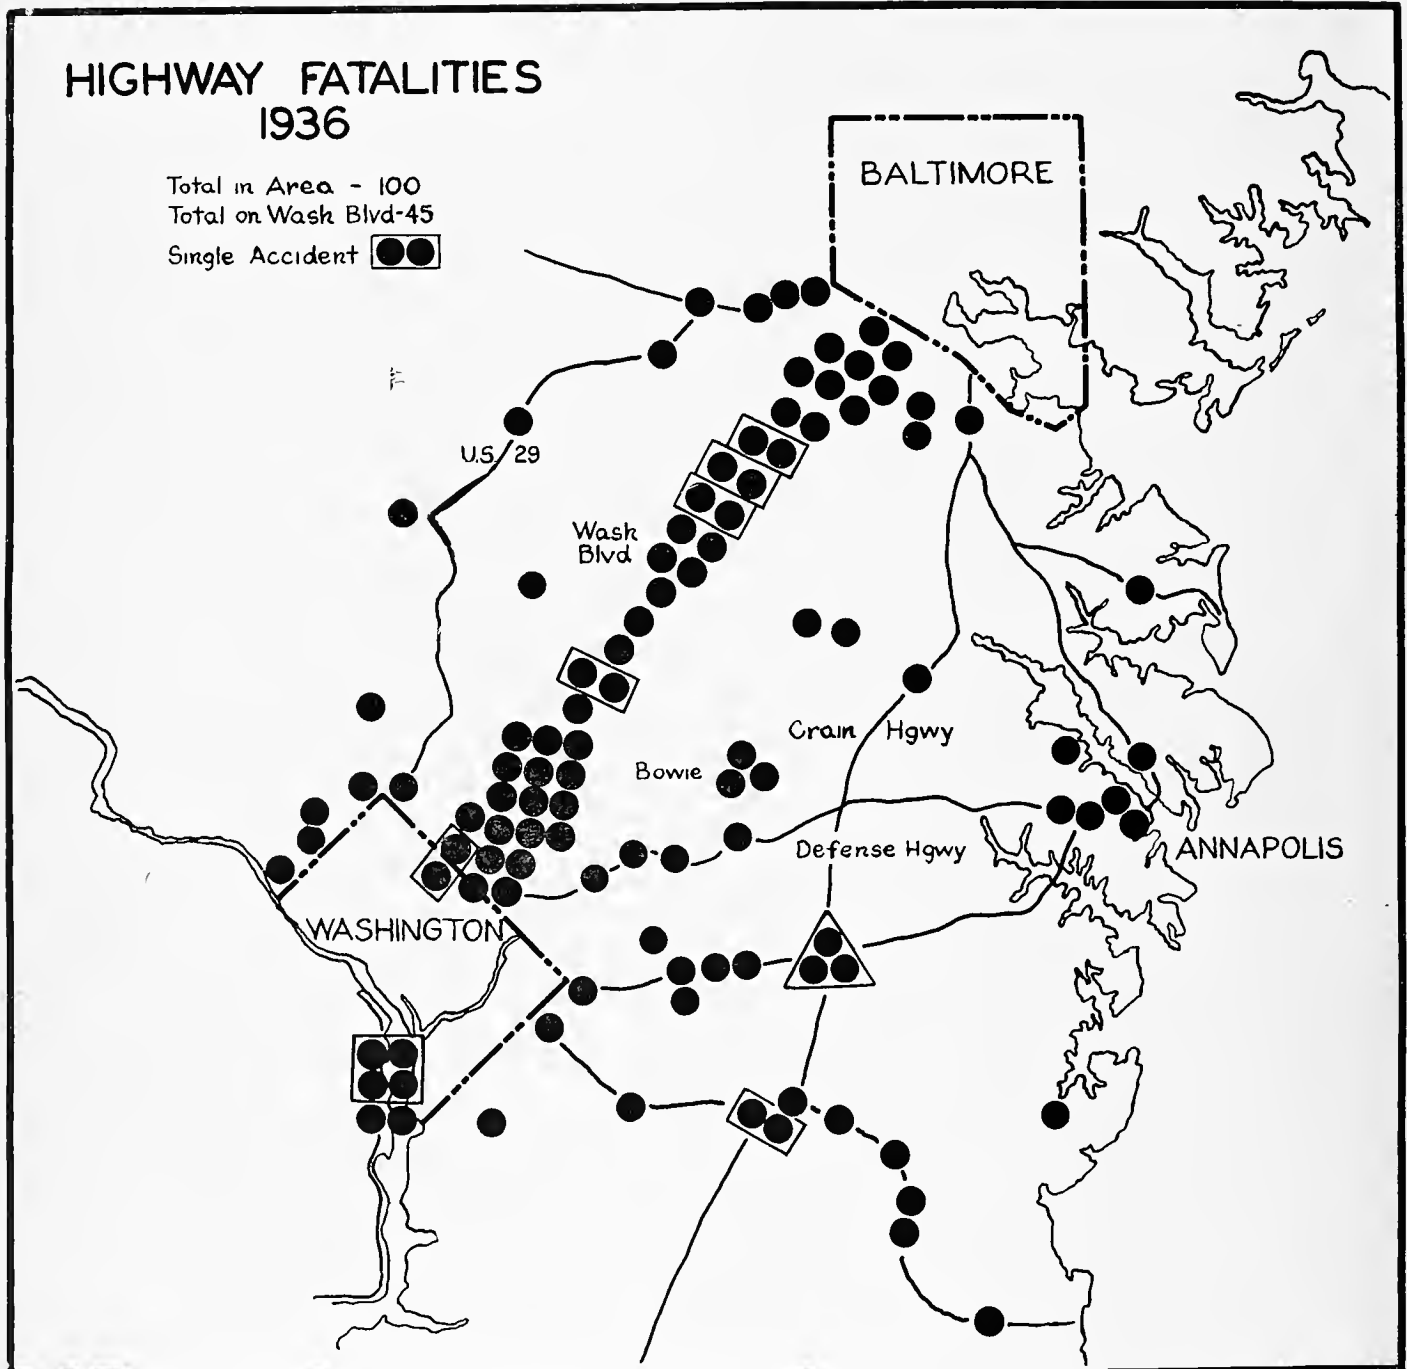 HIGHWAY FATALITIES
1936
Total in Area - 100
Total on Wash Blvd-45
Single Accident
BALTIMORE
U.S. 29
Wash
Blvd
Crain Hgwy
Bowie
Defense Hgwy
ANNAPOLIS
WASHINGTON